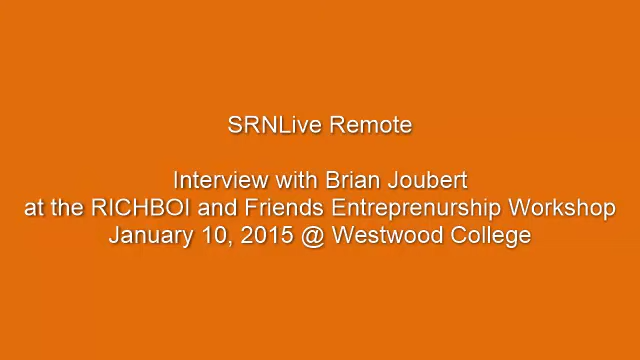 SRNLive Remote
Interview with Brian Joubert
at the RICHBOI and Friends Entreprenurship Workshop
January 10, 2015 @ Westwood College